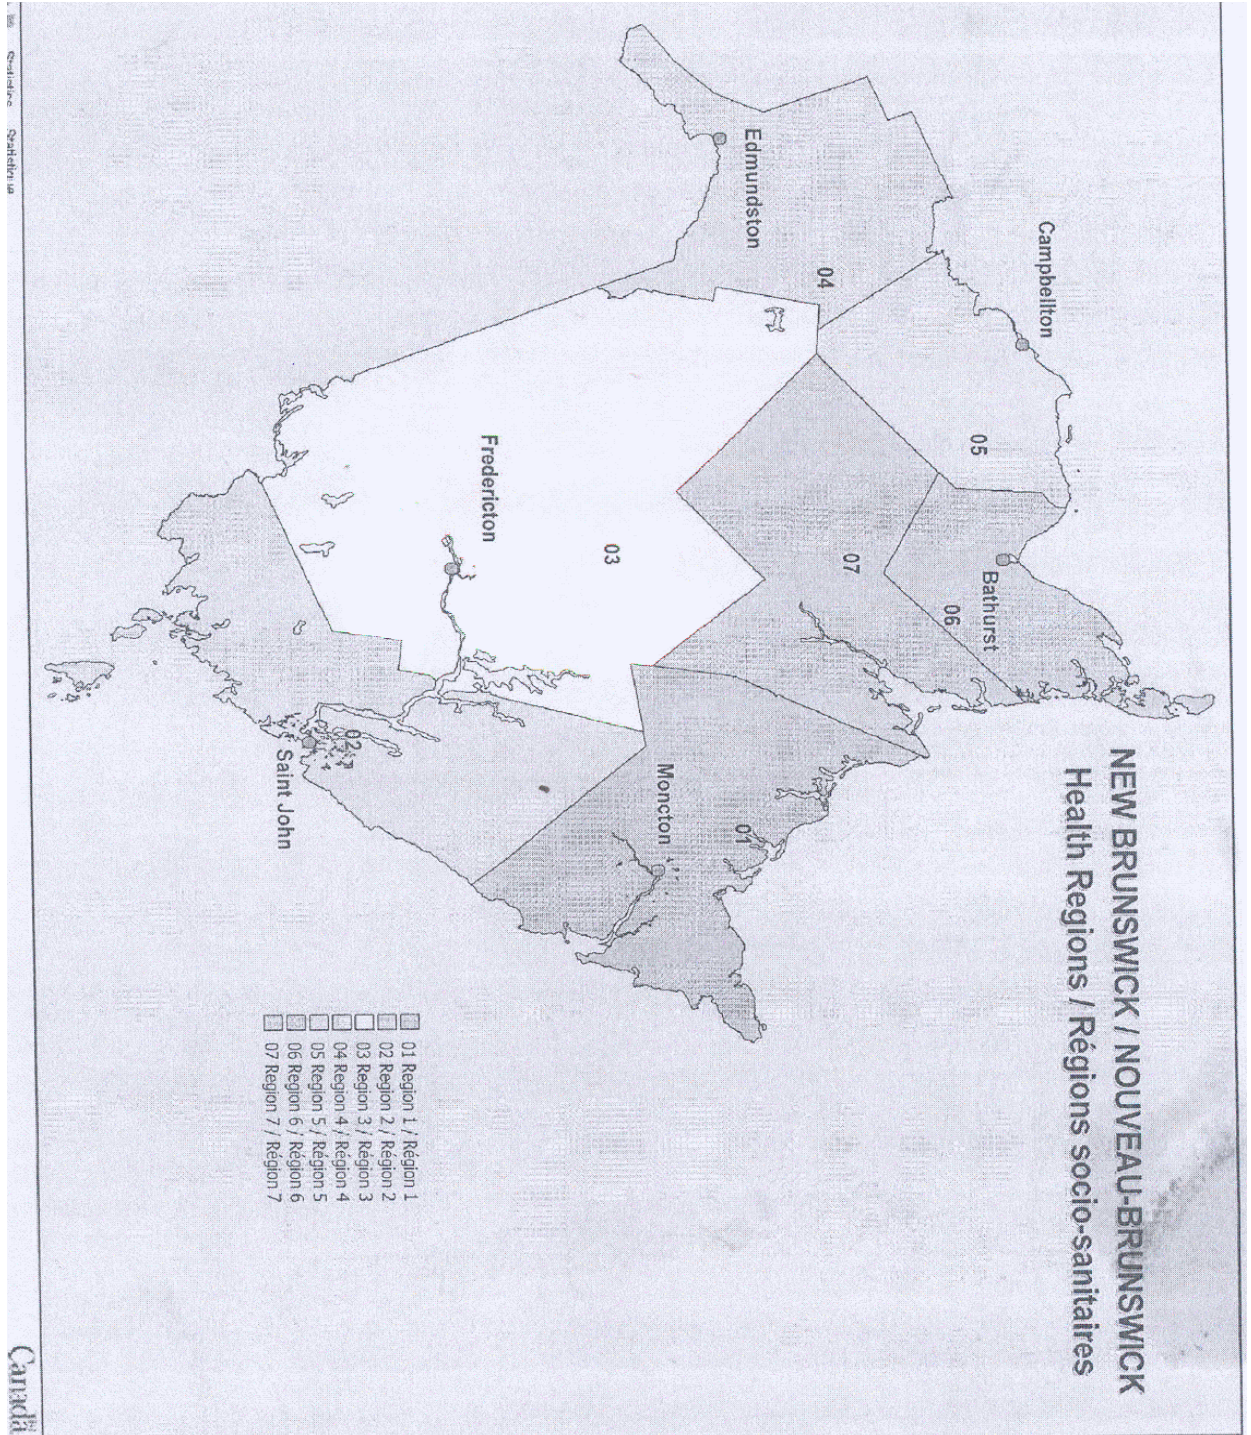 NEW BRUNSWICK / NOUVEAU-BRUNSWICK
Health Regions / Régions socio-sanitaires
Campbellton
05
Bathurst
06
04
07
Edmundston
01
Moncton
03
Fredericton
02
Saint John
01 Region 1 / Région 1
02 Region 2 / Région 2
03 Region 3 / Région 3
04 Region 4 / Région 4
05 Region 5 / Région 5
06 Region 6 / Région 6
07 Region 7 / Région 7
Statistics Statistique
Canada